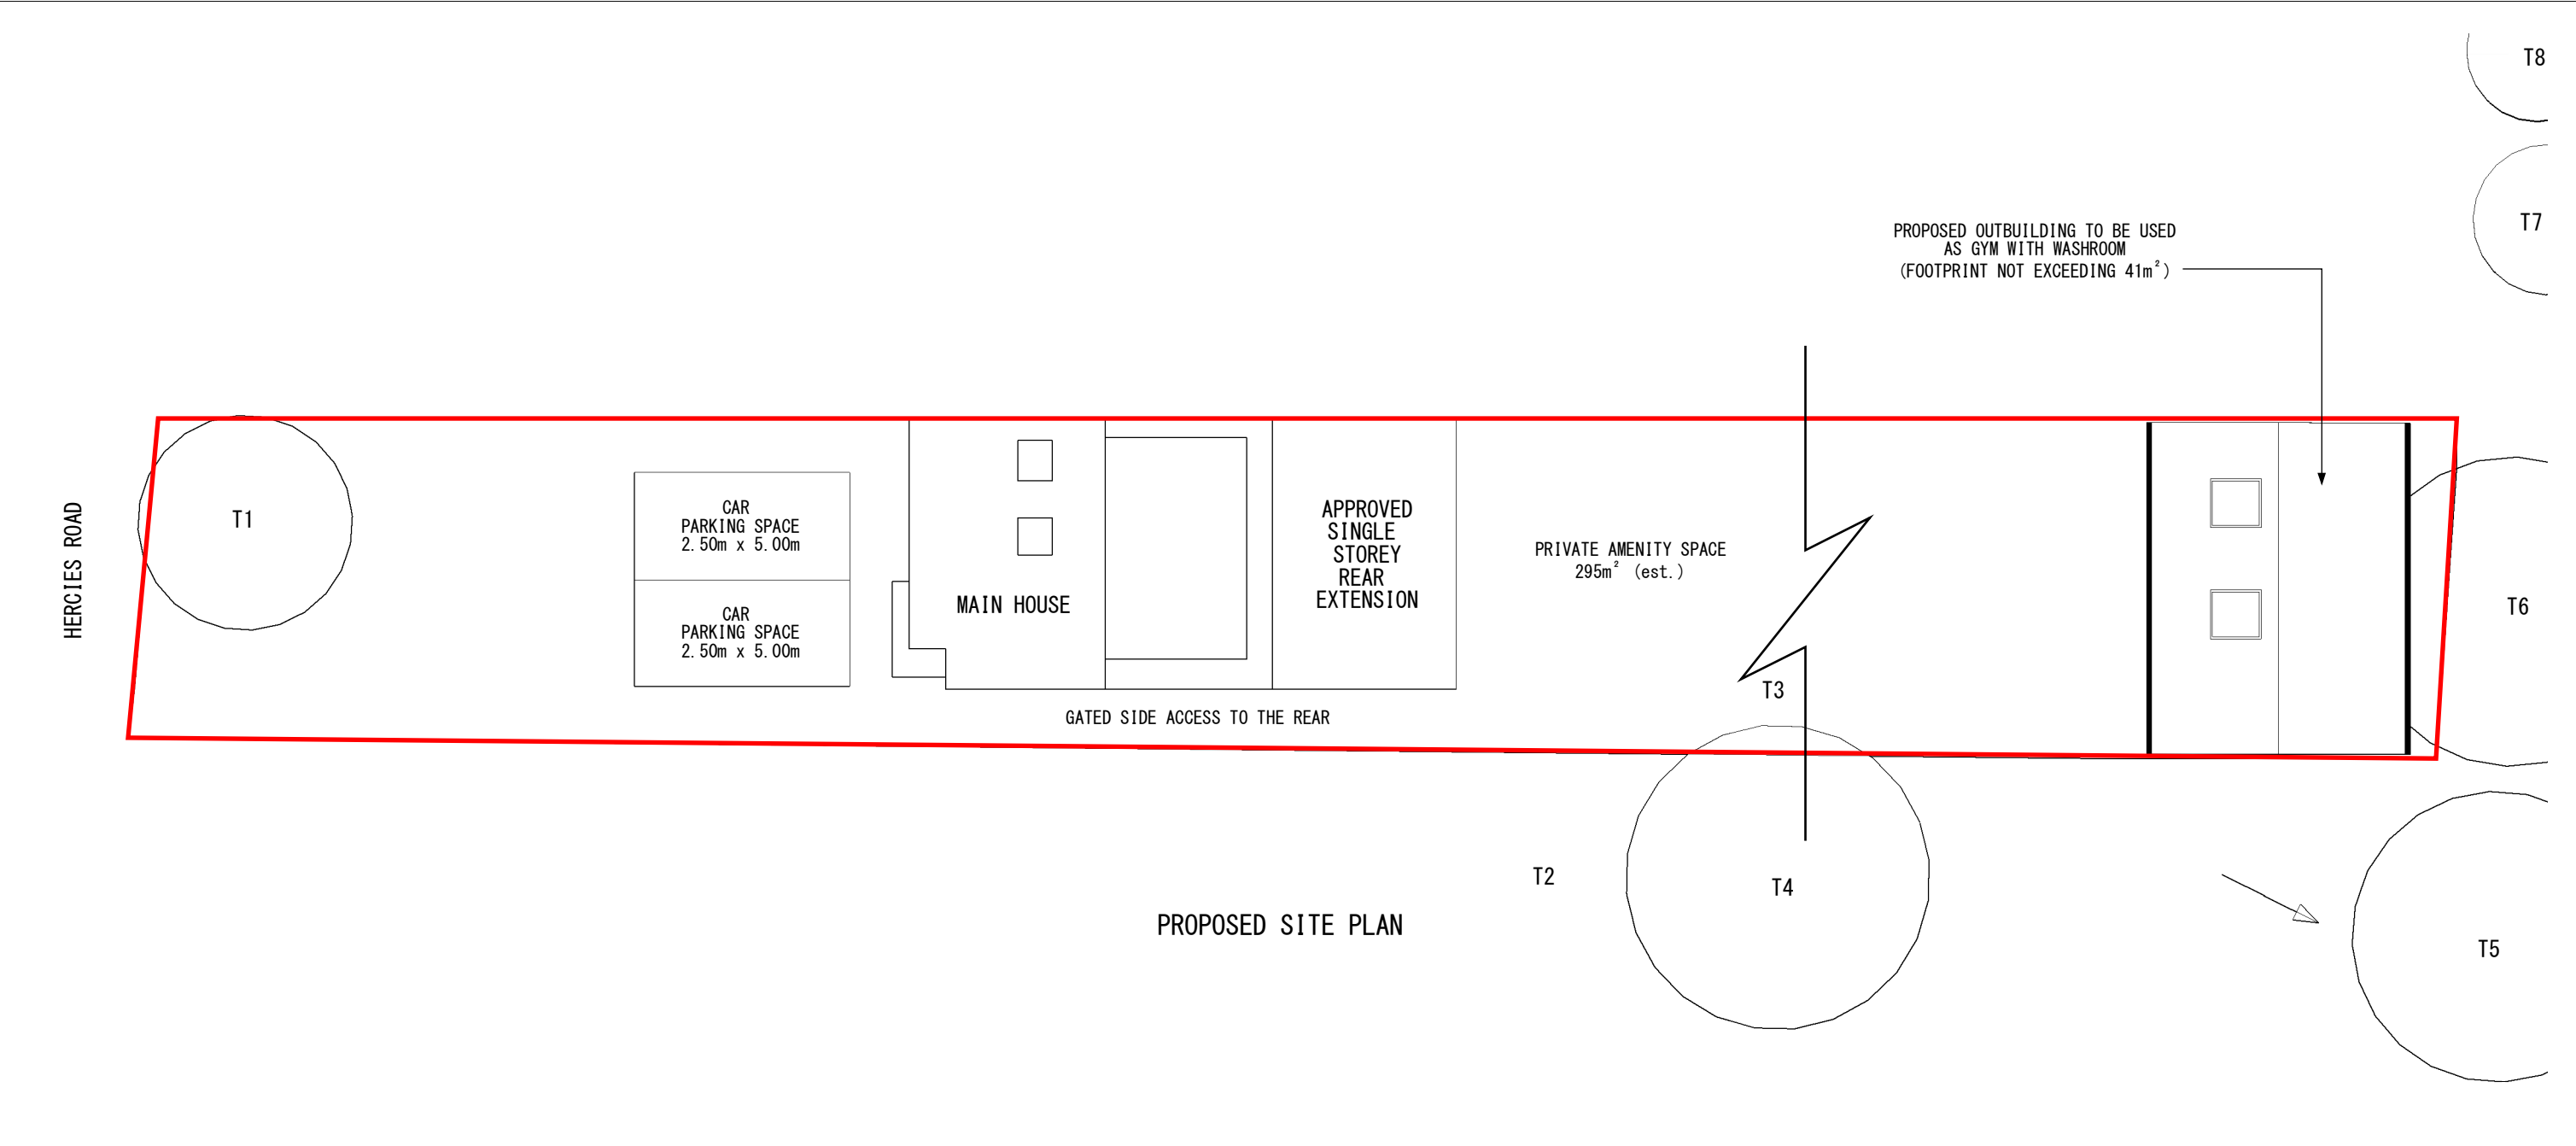 T8
T7
PROPOSED OUTBUILDING TO BE USED
AS GYM WITH WASHROOM
(FOOTPRINT NOT EXCEEDING 41m²)
HERCIES ROAD
T1
CAR
PARKING SPACE
2.50m x 5.00m
CAR
PARKING SPACE
2.50m x 5.00m
MAIN HOUSE
APPROVED
SINGLE
STOREY
REAR
EXTENSION
PRIVATE AMENITY SPACE
295m² (est.)
T6
T3
GATED SIDE ACCESS TO THE REAR
T2
T4
T5
PROPOSED SITE PLAN